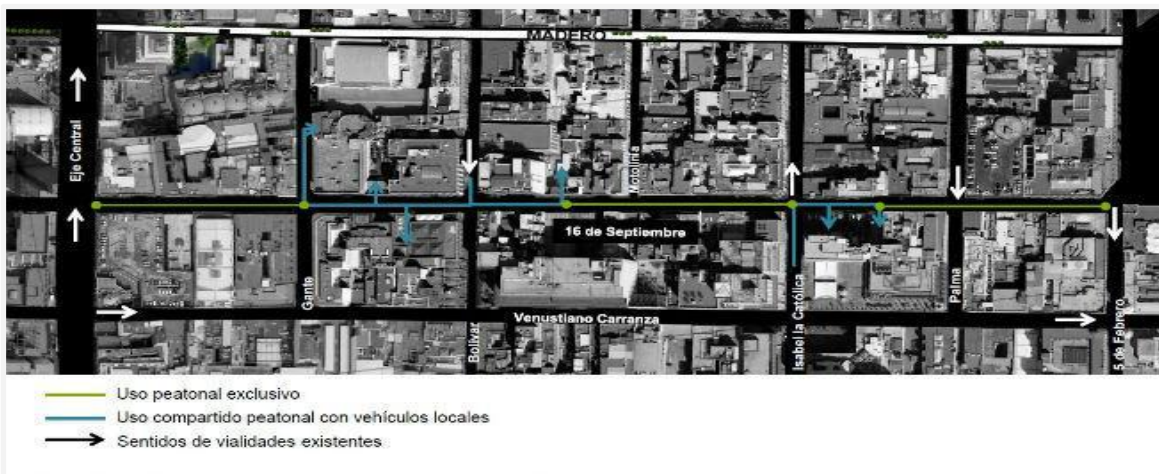 MADERO
Eje Central
Motolinía
16 de Septiembre
Gante
Bolívar
Isabel la Católica
Palma
5 de Febrero
Venustiano Carranza
Uso peatonal exclusivo
Uso compartido peatonal con vehículos locales
Sentidos de vialidades existentes